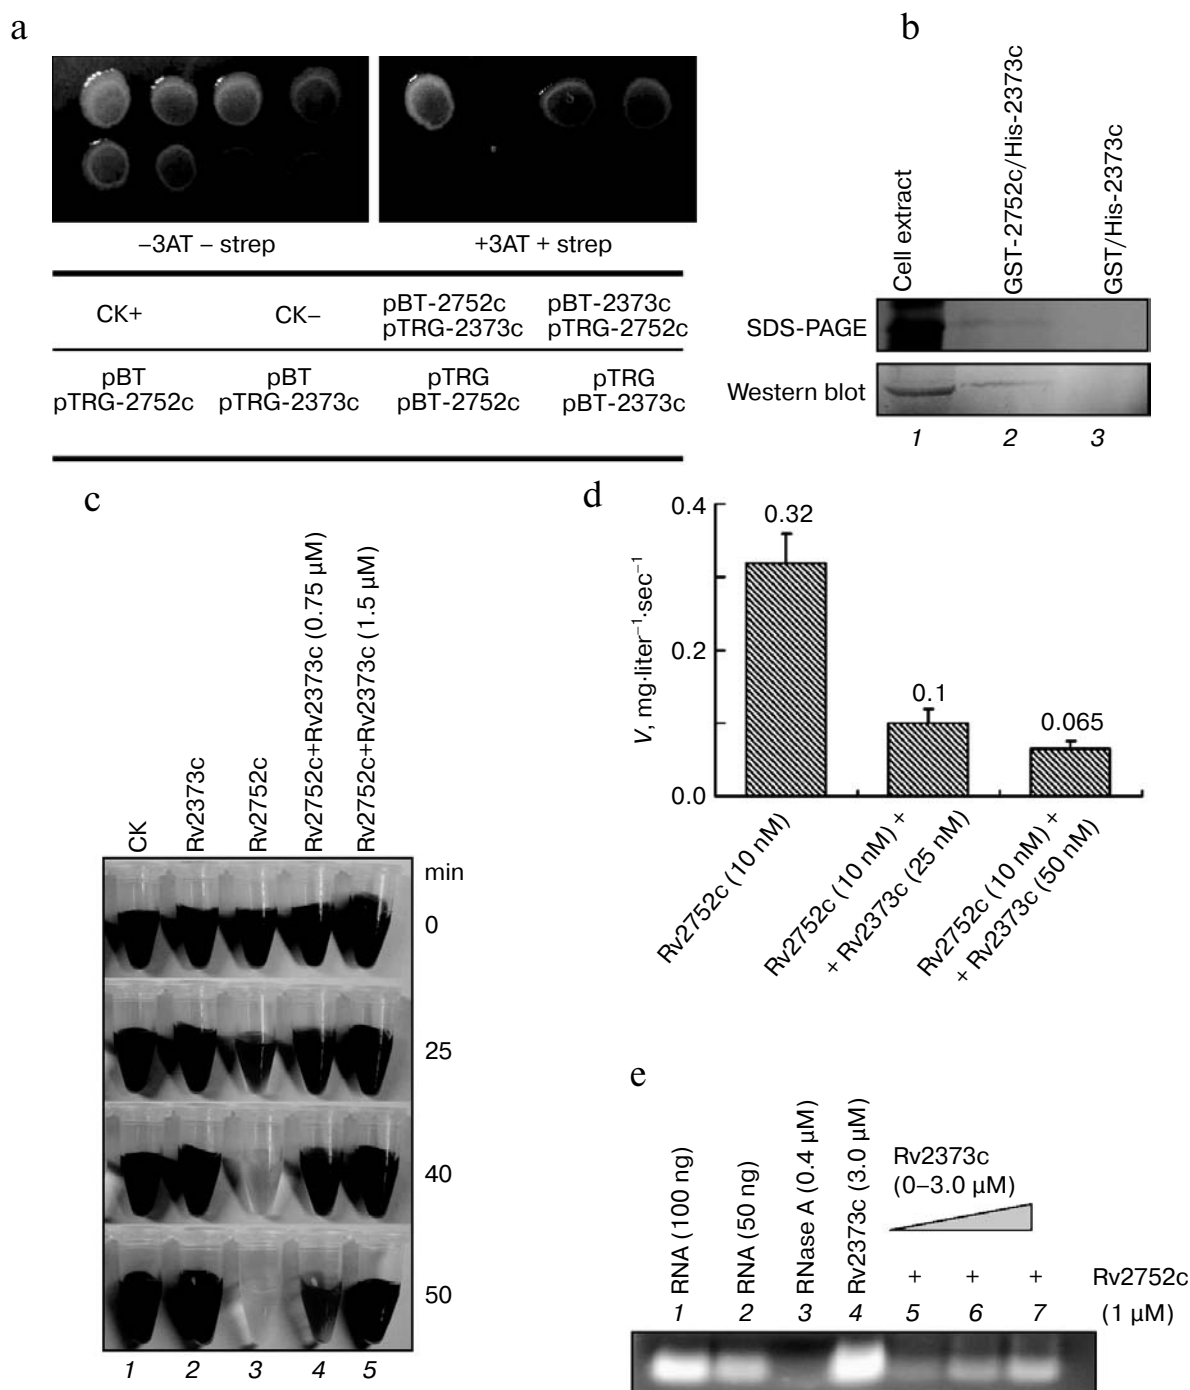 a
–3AT – strep
+3AT + strep
CK+
CK–
pBT-2752c
pTRG-2373c
pBT-2373c
pTRG-2752c
pBT
pTRG-2752c
pBT
pTRG-2373c
pTRG
pBT-2752c
pTRG
pBT-2373c
b
Cell extract
GST-2752c/His-2373c
GST/His-2373c
SDS-PAGE
Western blot
1 2 3
c
CK
Rv2373c
Rv2752c
Rv2752c+Rv2373c (0.75 μM)
Rv2752c+Rv2373c (1.5 μM)
min
0
25
40
50
1 2 3 4 5
d
V, mg·liter⁻¹·sec⁻¹
0.4
0.2
0.0
0.32
0.1
0.065
Rv2752c (10 nM)
Rv2752c (10 nM) +
+ Rv2373c (25 nM)
Rv2752c (10 nM) +
+ Rv2373c (50 nM)
e
RNA (100 ng)
RNA (50 ng)
RNase A (0.4 μM)
Rv2373c (3.0 μM)
Rv2373c
(0–3.0 μM)
+ + + Rv2752c
1 2 3 4 5 6 7 (1 μM)